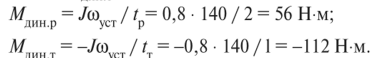 Mдин.р = Jωуст / tр = 0,8 · 140 / 2 = 56 Н·м;
Mдин.т = –Jωуст / tт = –0,8 · 140 / 1 = –112 Н·м.